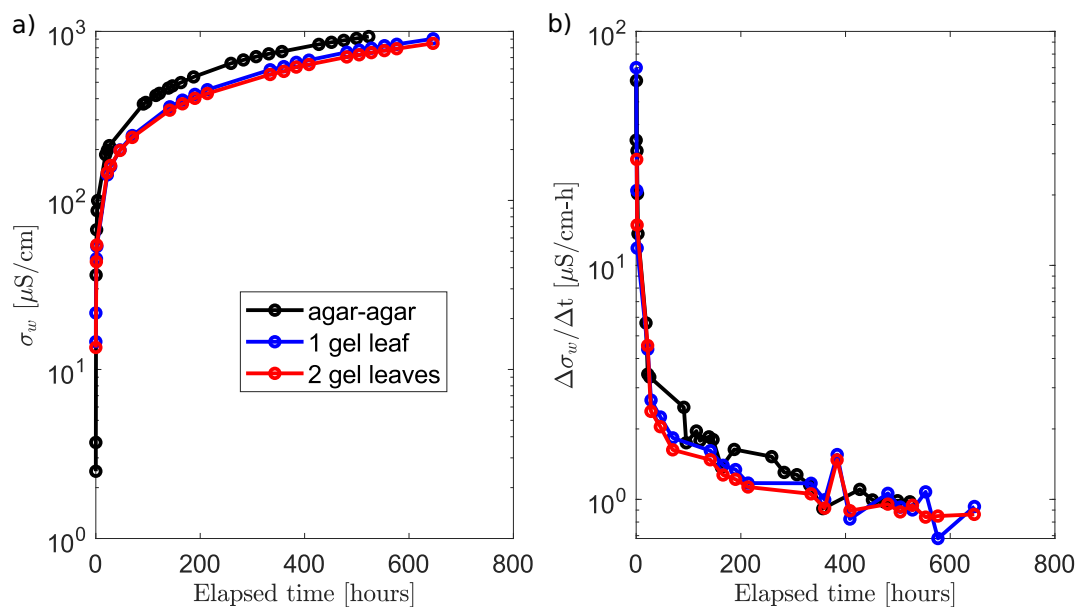 a)
10^3
10^2
10^1
10^0
σ_w [μS/cm]
agar-agar
1 gel leaf
2 gel leaves
0 200 400 600 800
Elapsed time [hours]
b)
10^2
10^1
10^0
Δσ_w/Δt [μS/cm-h]
0 200 400 600 800
Elapsed time [hours]